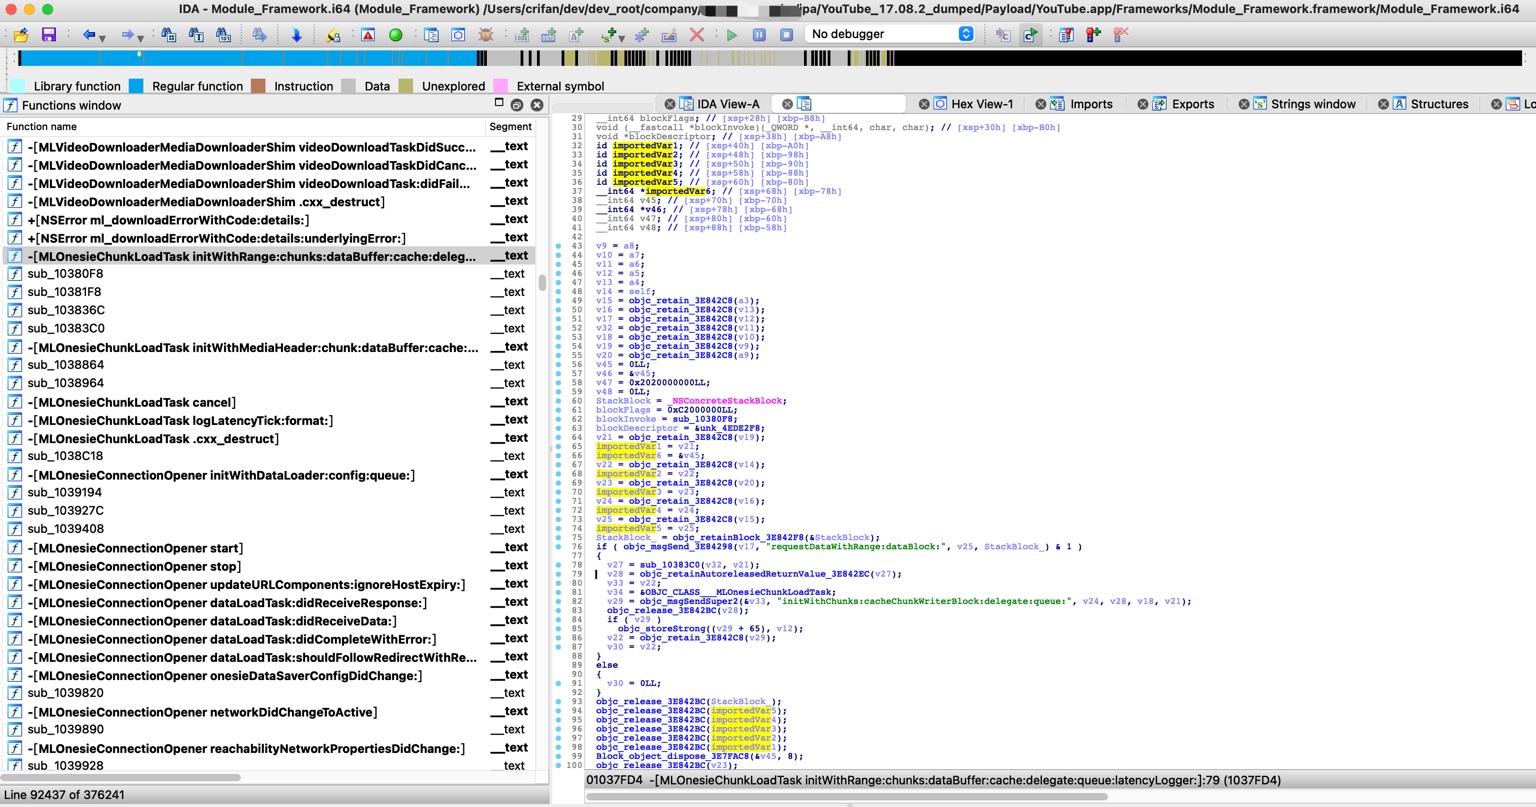 IDA - Module_Framework.i64 (Module_Framework) /Users/crifan/dev/dev_root/company/ ipa/YouTube_17.08.2_dumped/Payload/YouTube.app/Frameworks/Module_Framework.framework/Module_Framework.i64
No debugger
Library function Regular function Instruction Data Unexplored External symbol
Functions window
IDA View-A Hex View-1 Imports Exports Strings window Structures Lo
Function name Segment
-[MLVideoDownloaderMediaDownloaderShim videoDownloadTaskDidSucc... __text
-[MLVideoDownloaderMediaDownloaderShim videoDownloadTaskDidCanc... __text
-[MLVideoDownloaderMediaDownloaderShim videoDownloadTask:didFail... __text
-[MLVideoDownloaderMediaDownloaderShim .cxx_destruct] __text
+[NSError ml_downloadErrorWithCode:details:] __text
+[NSError ml_downloadErrorWithCode:details:underlyingError:] __text
-[MLOnesieChunkLoadTask initWithRange:chunks:dataBuffer:cache:deleg... __text
sub_10380F8 __text
sub_10381F8 __text
sub_103836C __text
sub_10383C0 __text
-[MLOnesieChunkLoadTask initWithMediaHeader:chunk:dataBuffer:cache:... __text
sub_1038864 __text
sub_1038964 __text
-[MLOnesieChunkLoadTask cancel] __text
-[MLOnesieChunkLoadTask logLatencyTick:format:] __text
-[MLOnesieChunkLoadTask .cxx_destruct] __text
sub_1038C18 __text
-[MLOnesieConnectionOpener initWithDataLoader:config:queue:] __text
sub_1039194 __text
sub_103927C __text
sub_1039408 __text
-[MLOnesieConnectionOpener start] __text
-[MLOnesieConnectionOpener stop] __text
-[MLOnesieConnectionOpener updateURLComponents:ignoreHostExpiry:] __text
-[MLOnesieConnectionOpener dataLoadTask:didReceiveResponse:] __text
-[MLOnesieConnectionOpener dataLoadTask:didReceiveData:] __text
-[MLOnesieConnectionOpener dataLoadTask:didCompleteWithError:] __text
-[MLOnesieConnectionOpener dataLoadTask:shouldFollowRedirectWithRe... __text
-[MLOnesieConnectionOpener onesieDataSaverConfigDidChange:] __text
sub_1039820 __text
-[MLOnesieConnectionOpener networkDidChangeToActive] __text
sub_1039890 __text
-[MLOnesieConnectionOpener reachabilityNetworkPropertiesDidChange:] __text
sub_1039928 __text
Line 92437 of 376241
29 __int64 blockFlags; // [xsp+28h] [xbp-B8h]
30 void (__fastcall *blockInvoke)(_QWORD *, __int64, char, char); // [xsp+30h] [xbp-B0h]
31 void *blockDescriptor; // [xsp+38h] [xbp-A8h]
32 id importedVar1; // [xsp+40h] [xbp-A0h]
33 id importedVar2; // [xsp+48h] [xbp-98h]
34 id importedVar3; // [xsp+50h] [xbp-90h]
35 id importedVar4; // [xsp+58h] [xbp-88h]
36 id importedVar5; // [xsp+60h] [xbp-80h]
37 __int64 *importedVar6; // [xsp+68h] [xbp-78h]
38 __int64 v45; // [xsp+70h] [xbp-70h]
39 __int64 *v46; // [xsp+78h] [xbp-68h]
40 __int64 v47; // [xsp+80h] [xbp-60h]
41 __int64 v48; // [xsp+88h] [xbp-58h]
42
43 v9 = a8;
44 v10 = a7;
45 v11 = a6;
46 v12 = a5;
47 v13 = a4;
48 v14 = self;
49 v15 = objc_retain_3E842C8(a3);
50 v16 = objc_retain_3E842C8(v13);
51 v17 = objc_retain_3E842C8(v12);
52 v32 = objc_retain_3E842C8(v11);
53 v18 = objc_retain_3E842C8(v10);
54 v19 = objc_retain_3E842C8(v9);
55 v20 = objc_retain_3E842C8(a9);
56 v45 = 0LL;
57 v46 = &v45;
58 v47 = 0x2020000000LL;
59 v48 = 0LL;
60 StackBlock = _NSConcreteStackBlock;
61 blockFlags = 0xC2000000LL;
62 blockInvoke = sub_10380F8;
63 blockDescriptor = &unk_4EDE2F8;
64 v21 = objc_retain_3E842C8(v19);
65 importedVar1 = v21;
66 importedVar6 = &v45;
67 v22 = objc_retain_3E842C8(v14);
68 importedVar2 = v22;
69 v23 = objc_retain_3E842C8(v20);
70 importedVar3 = v23;
71 v24 = objc_retain_3E842C8(v16);
72 importedVar4 = v24;
73 v25 = objc_retain_3E842C8(v15);
74 importedVar5 = v25;
75 StackBlock_ = objc_retainBlock_3E842F8(&StackBlock);
76 if ( objc_msgSend_3E84298(v17, "requestDataWithRange:dataBlock:", v25, StackBlock_) & 1 )
77 {
78 v27 = sub_10383C0(v32, v21);
79 v28 = objc_retainAutoreleasedReturnValue_3E842EC(v27);
80 v33 = v22;
81 v34 = &OBJC_CLASS___MLOnesieChunkLoadTask;
82 v29 = objc_msgSendSuper2(&v33, "initWithChunks:cacheChunkWriterBlock:delegate:queue:", v24, v28, v18, v21);
83 objc_release_3E842BC(v28);
84 if ( v29 )
85 objc_storeStrong((v29 + 65), v12);
86 v22 = objc_retain_3E842C8(v29);
87 v30 = v22;
88 }
89 else
90 {
91 v30 = 0LL;
92 }
93 objc_release_3E842BC(StackBlock_);
94 objc_release_3E842BC(importedVar5);
95 objc_release_3E842BC(importedVar4);
96 objc_release_3E842BC(importedVar3);
97 objc_release_3E842BC(importedVar2);
98 objc_release_3E842BC(importedVar1);
99 Block_object_dispose_3E7FAC8(&v45, 8);
100 objc_release_3E842BC(v23);
01037FD4 -[MLOnesieChunkLoadTask initWithRange:chunks:dataBuffer:cache:delegate:queue:latencyLogger:]:79 (1037FD4)